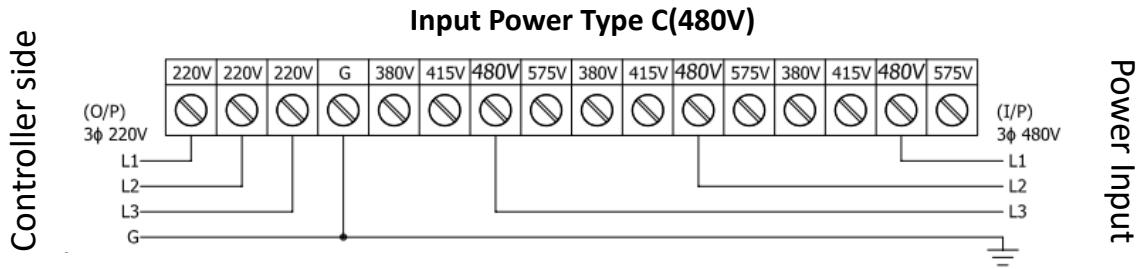 Input Power Type C(480V)
Controller side
220V 220V 220V G 380V 415V 480V 575V 380V 415V 480V 575V 380V 415V 480V 575V
(O/P)
3ϕ 220V
L1
L2
L3
G
(I/P)
3ϕ 480V
L1
L2
L3
Power Input